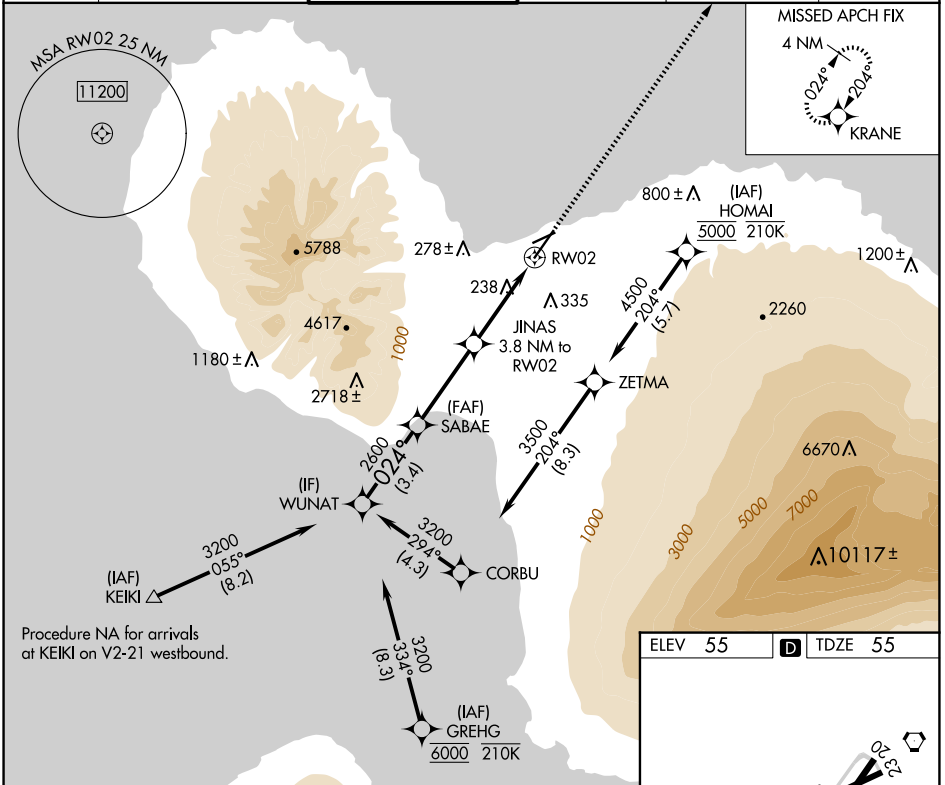 MSA RW02 25 NM
11200
MISSED APCH FIX
4 NM
024°
204°
KRANE
5788
4617
1180 ±
2718 ±
1000
278 ±
238
RW02
335
JINAS
3.8 NM to
RW02
800 ±
(IAF)
HOMAI
5000 210K
1200 ±
4500
204°
(5.7)
2260
ZETMA
3500
204°
(8.3)
(FAF)
SABAE
2600
024°
(3.4)
(IF)
WUNAT
3200
294°
(4.3)
CORBU
3200
055°
(8.2)
(IAF)
KEIKI
Procedure NA for arrivals
at KEIKI on V2-21 westbound.
3200
334°
(8.3)
(IAF)
GREHG
6000 210K
1000
3000
5000
7000
6670
10117 ±
ELEV 55 D TDZE 55
20
23